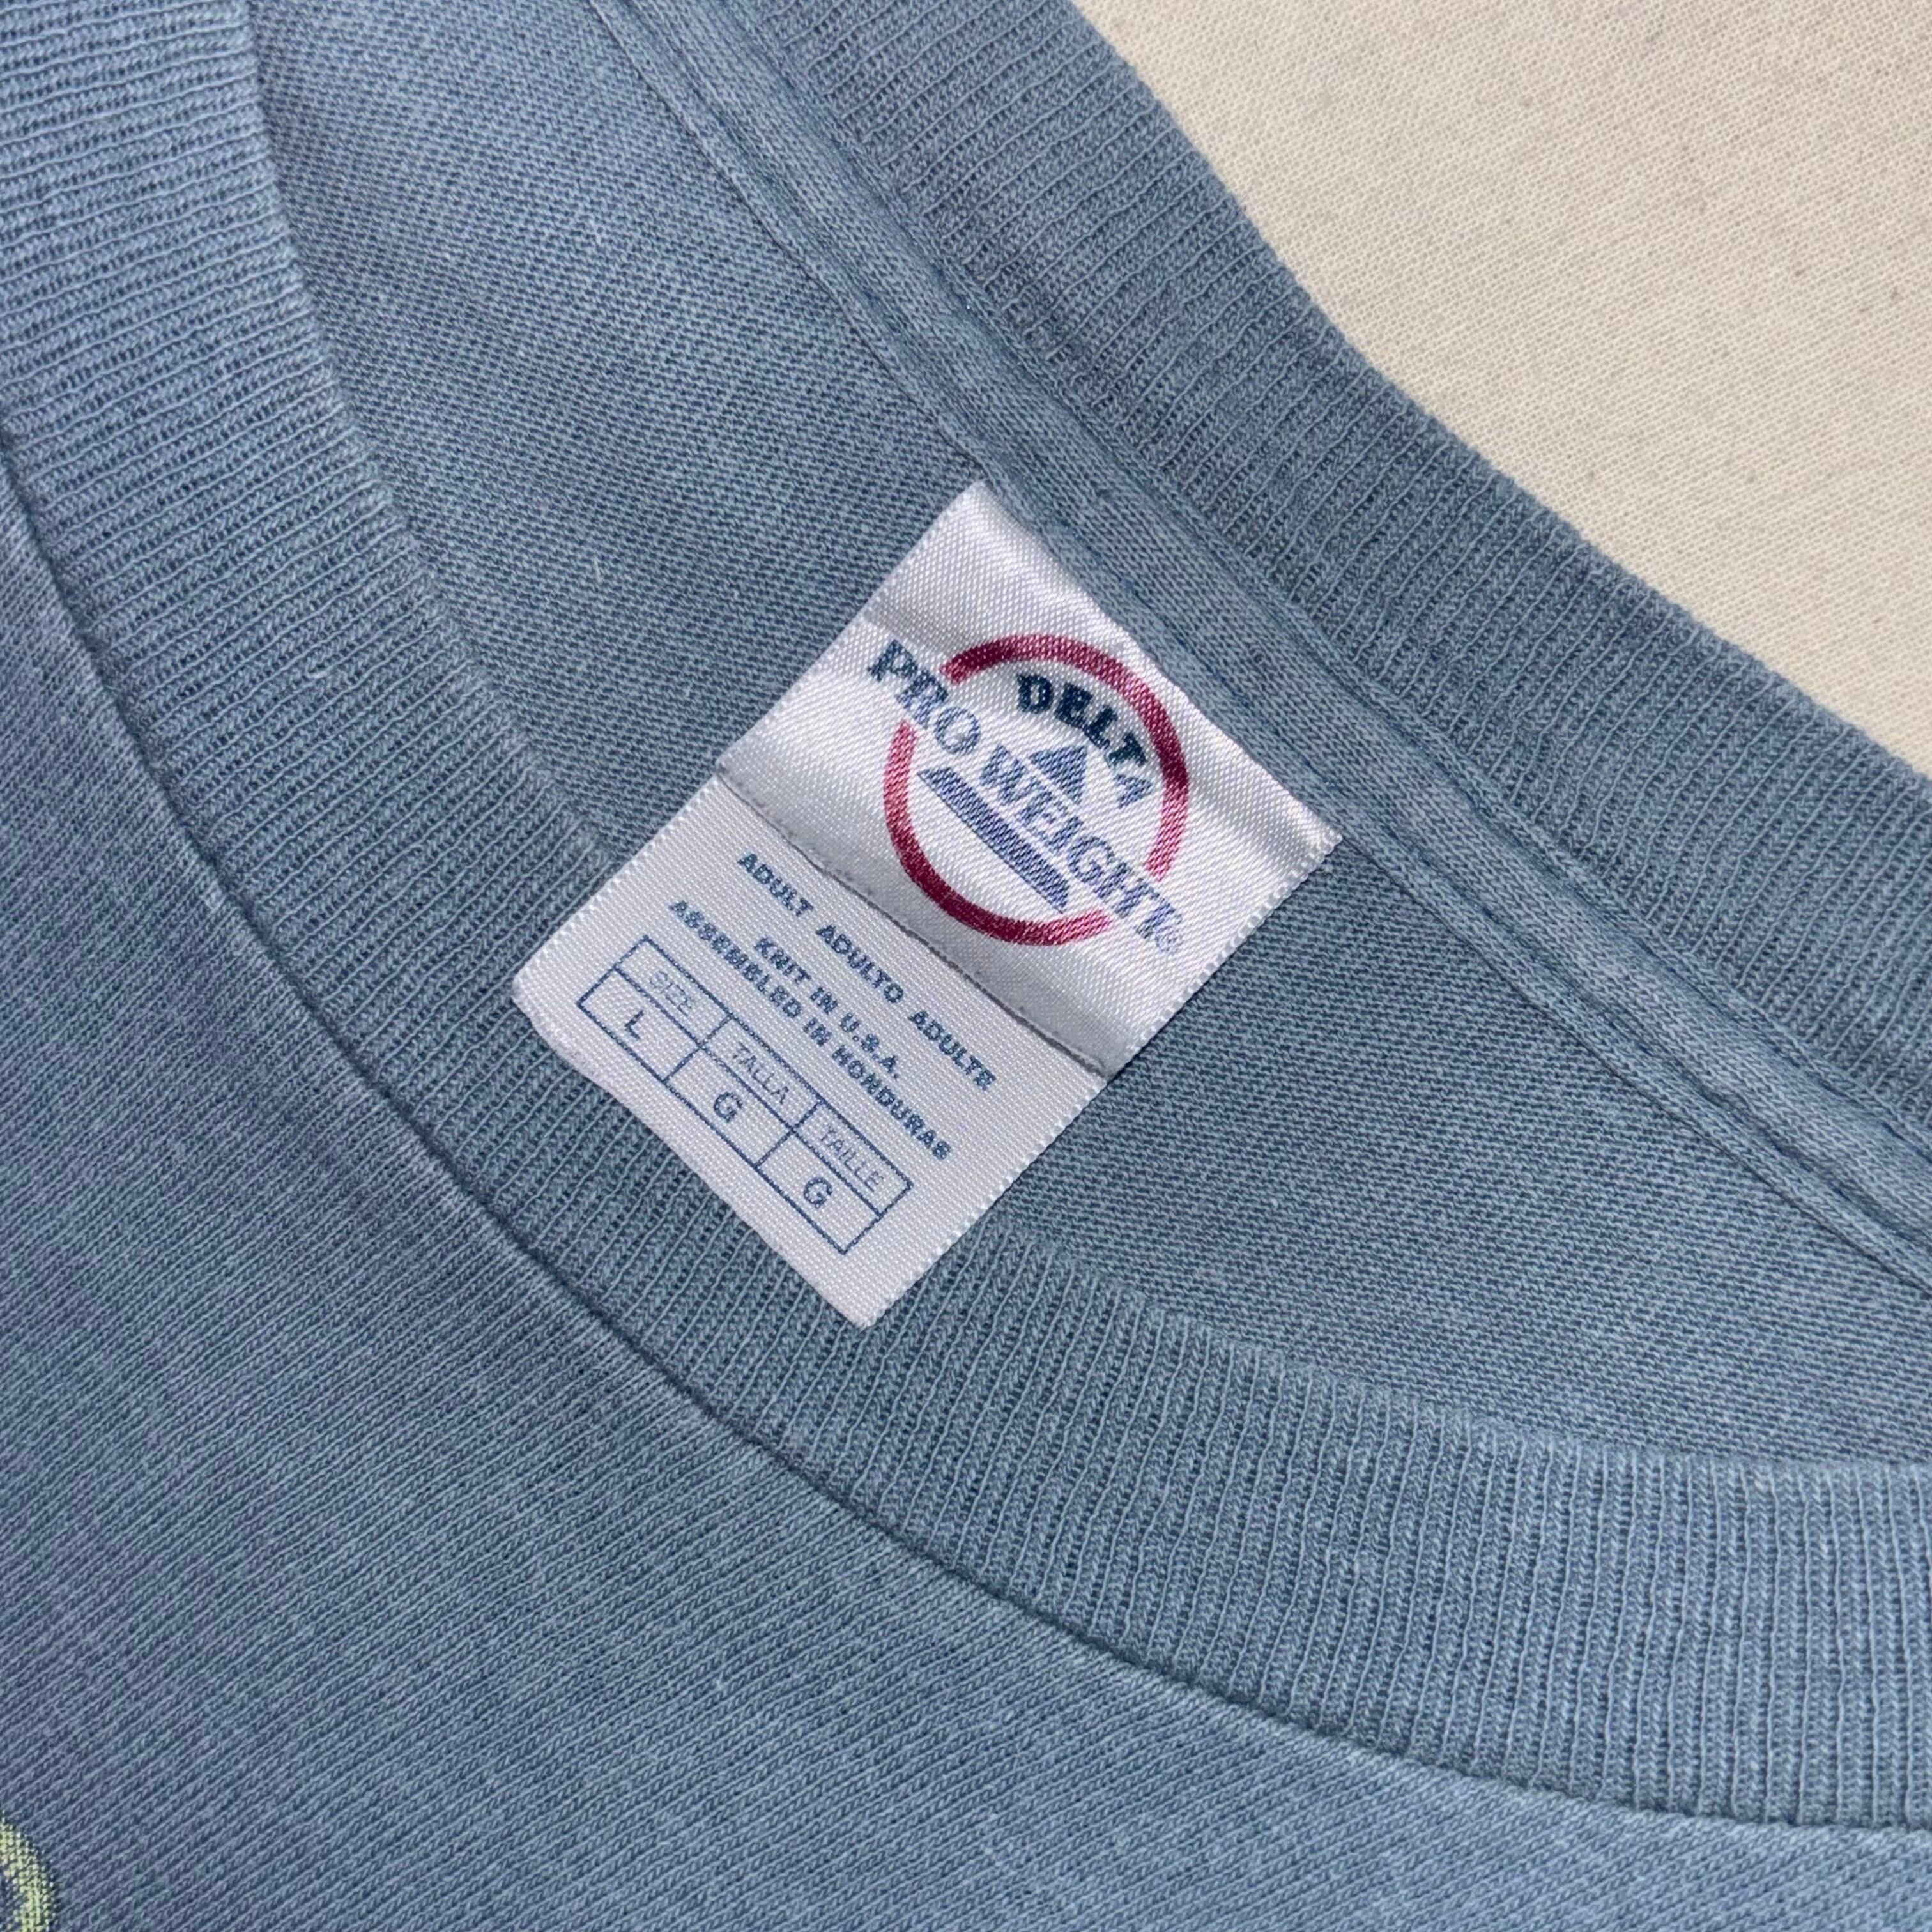 DELTA
PRO WEIGHT®
ADULT ADULTO ADULTE
KNIT IN U.S.A.
ASSEMBLED IN HONDURAS
SIZE TALLA TAILLE
L G G